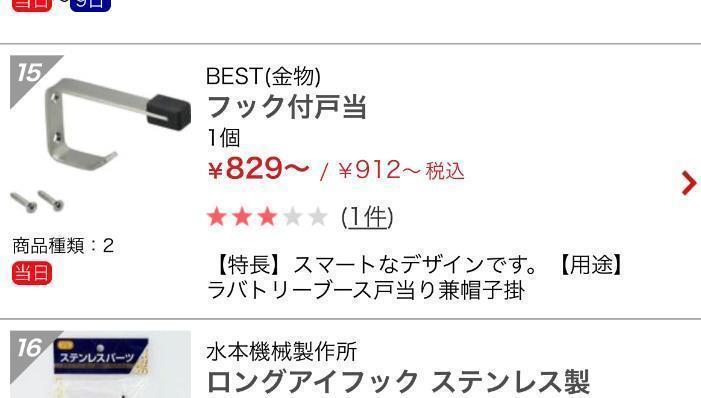 当日〜9日
15
BEST(金物)
フック付戸当
1個
¥829〜 / ¥912〜 税込
(1件)
商品種類：2
当日
【特長】スマートなデザインです。【用途】
ラバトリーブース戸当り兼帽子掛
16
ステンレスパーツ
水本機械製作所
ロングアイフック ステンレス製